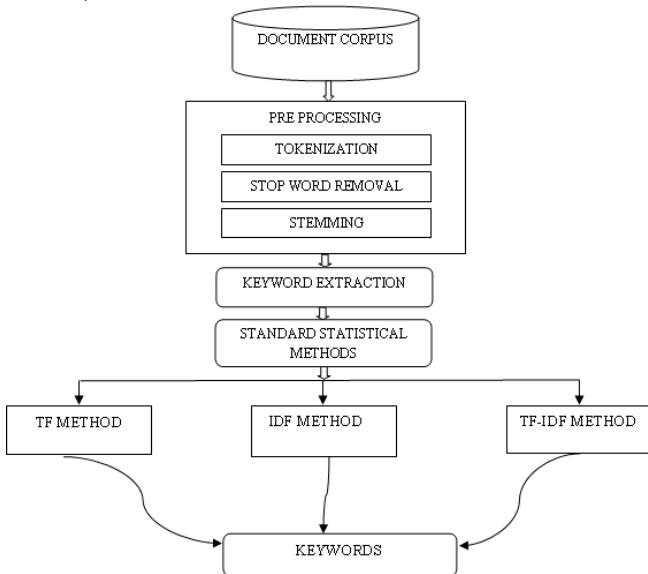 DOCUMENT CORPUS
PRE PROCESSING
TOKENIZATION
STOP WORD REMOVAL
STEMMING
KEYWORD EXTRACTION
STANDARD STATISTICAL
METHODS
TF METHOD
IDF METHOD
TF-IDF METHOD
KEYWORDS